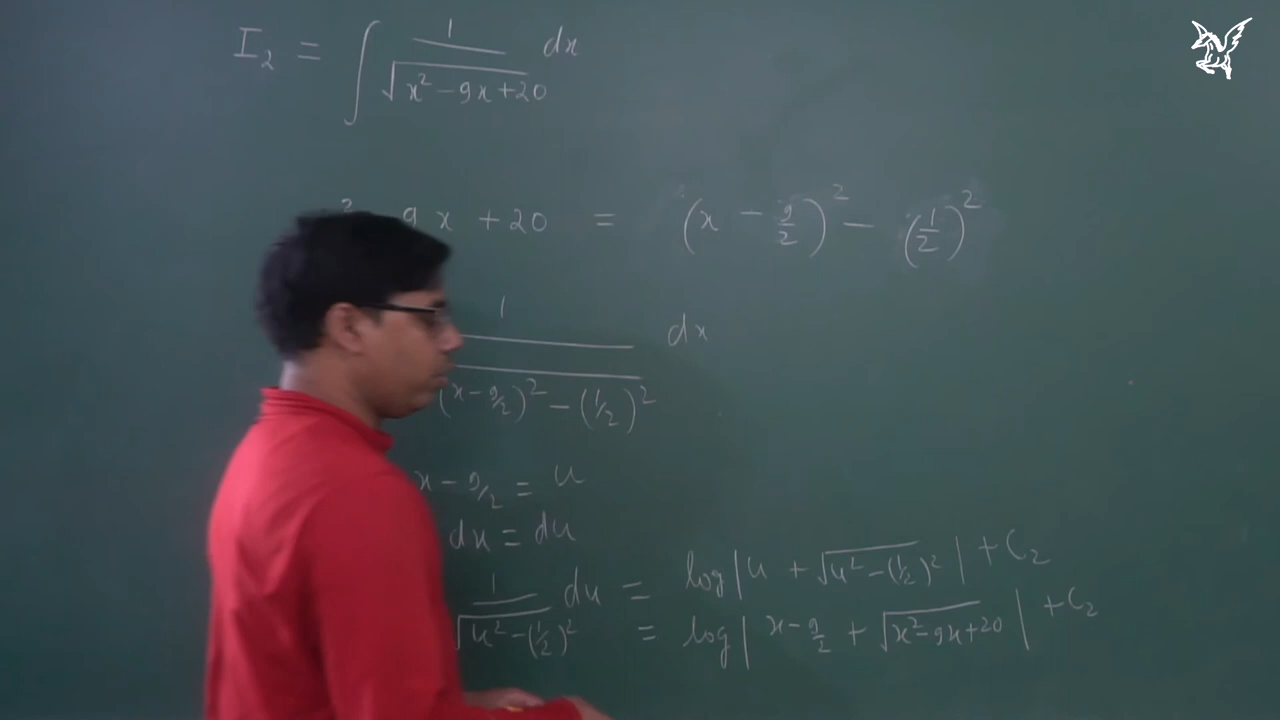 I₂ = ∫ 1/√(x² - 9x + 20) dx
² 9x + 20 = (x - 9/2)² - (1/2)²
1/((x - 9/2)² - (1/2)²) dx
x - 9/2 = u
dx = du
1/√(u² - (1/2)²) du = log|u + √(u² - (1/2)²)| + C₂
= log|x - 9/2 + √(x² - 9x + 20)| + C₂